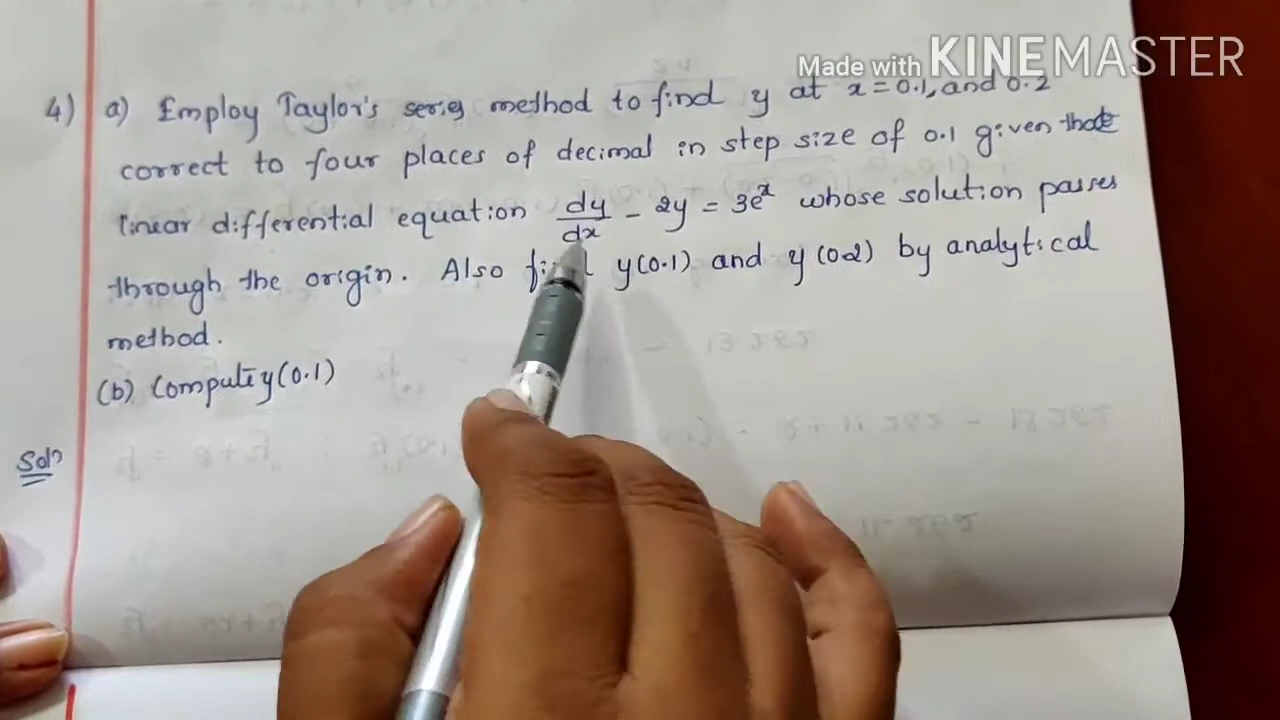 Made with KINEMASTER
4) a) Employ Taylor's series method to find y at x = 0.1, and 0.2
correct to four places of decimal in step size of 0.1 given that
linear differential equation dy/dx - 2y = 3e^x whose solution passes
through the origin. Also y(0.1) and y(0.2) by analytical
method.
(b) Compute y(0.1)
Soln